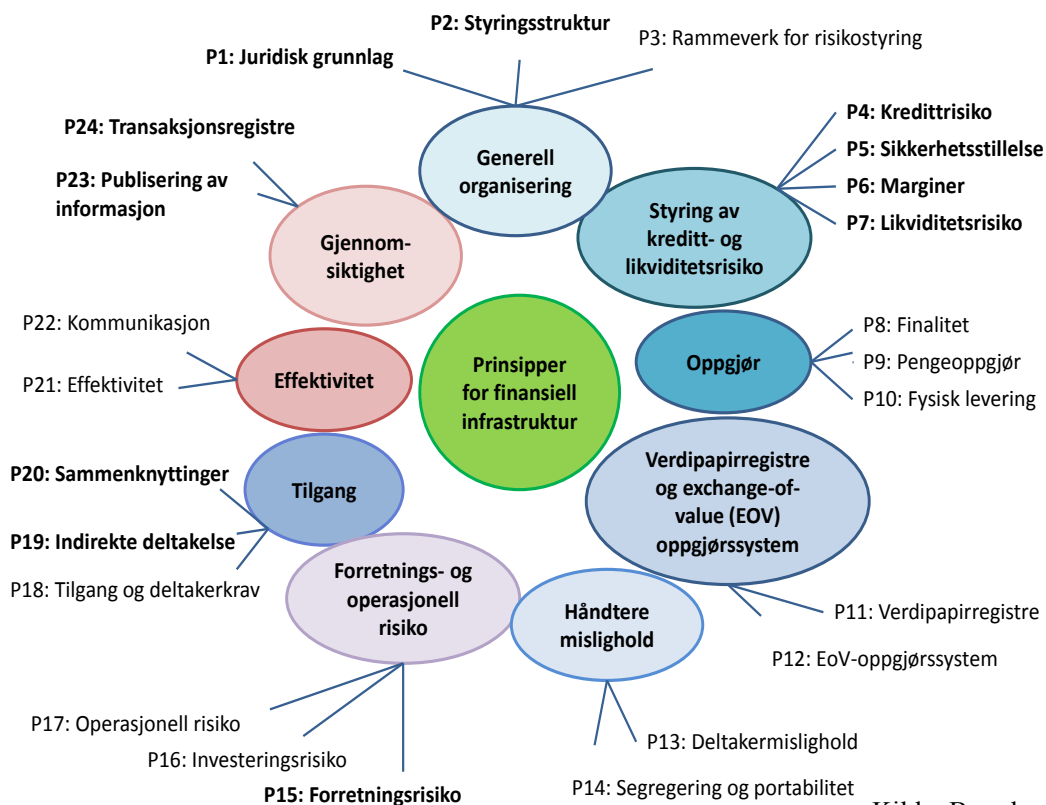 P2: Styringsstruktur
P1: Juridisk grunnlag
P3: Rammeverk for risikostyring
P24: Transaksjonsregistre
P23: Publisering av
informasjon
Generell
organisering
P4: Kredittrisiko
P5: Sikkerhetsstillelse
P6: Marginer
P7: Likviditetsrisiko
Gjennom-
siktighet
Styring av
kreditt- og
likviditetsrisiko
P22: Kommunikasjon
P21: Effektivitet
Effektivitet
Prinsipper
for finansiell
infrastruktur
Oppgjør
P8: Finalitet
P9: Pengeoppgjør
P10: Fysisk levering
P20: Sammenknyttinger
P19: Indirekte deltakelse
P18: Tilgang og deltakerkrav
Tilgang
Verdipapirregistre
og exchange-of-
value (EOV)
oppgjørssystem
Forretnings- og
operasjonell
risiko
Håndtere
mislighold
P11: Verdipapirregistre
P12: EoV-oppgjørssystem
P17: Operasjonell risiko
P16: Investeringsrisiko
P15: Forretningsrisiko
P13: Deltakermislighold
P14: Segregering og portabilitet